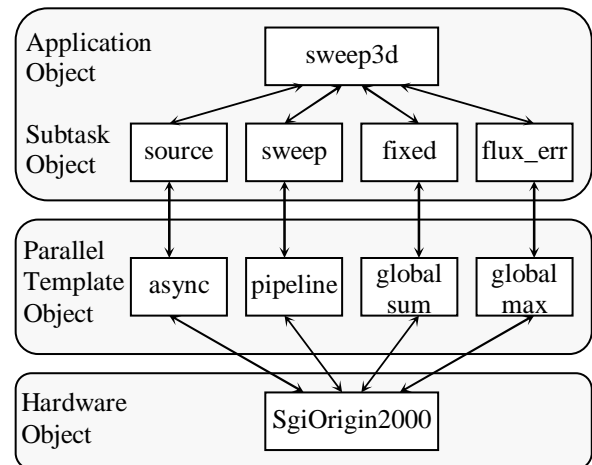 Application
Object
sweep3d
Subtask
Object
source
sweep
fixed
flux_err
Parallel
Template
Object
async
pipeline
global
sum
global
max
Hardware
Object
SgiOrigin2000